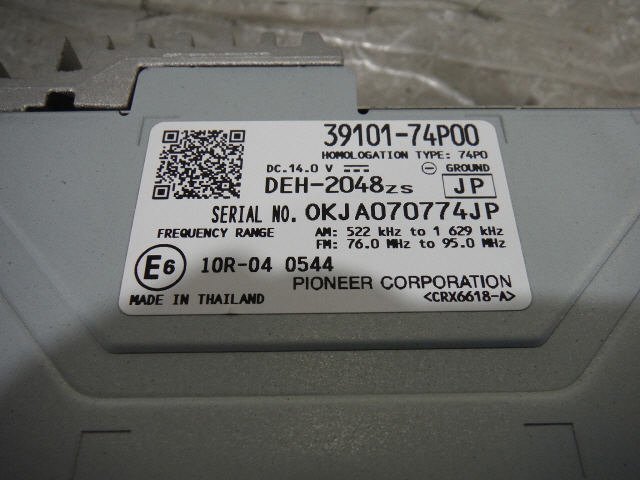 39101-74P00
HOMOLOGATION TYPE: 74P0
DC.14.0 V GROUND
DEH-2048ZS JP
SERIAL NO. OKJA070774JP
FREQUENCY RANGE AM: 522 kHz to 1 629 kHz
FM: 76.0 MHz to 95.0 MHz
E6 10R-04 0544
PIONEER CORPORATION
MADE IN THAILAND <CRX6618-A>